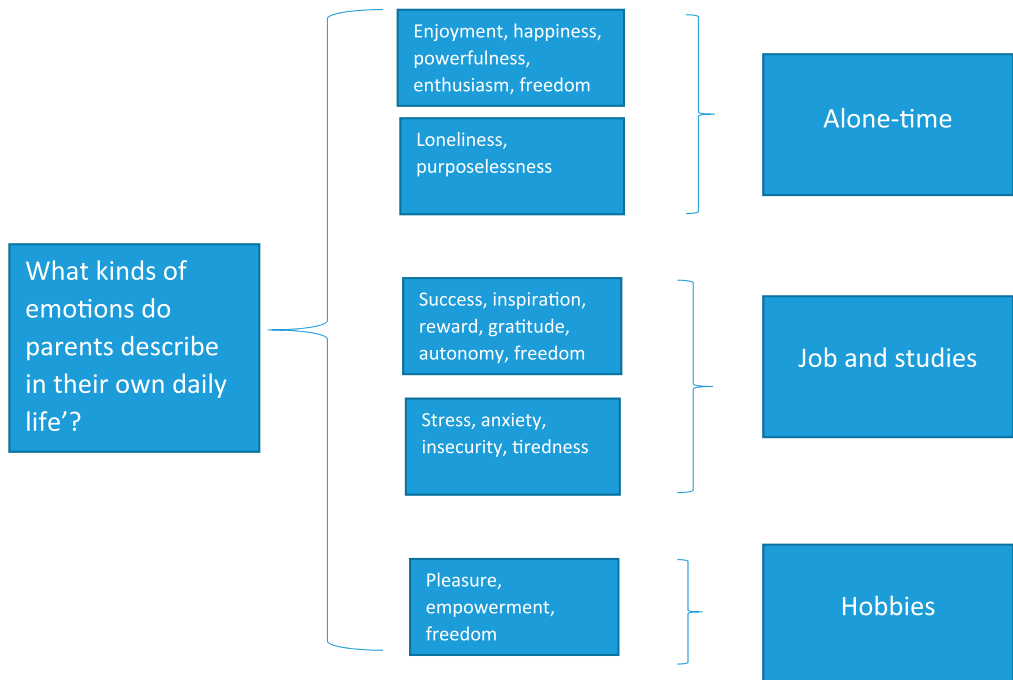 What kinds of
emotions do
parents describe
in their own daily
life’?
Enjoyment, happiness,
powerfulness,
enthusiasm, freedom
Loneliness,
purposelessness
Alone-time
Success, inspiration,
reward, gratitude,
autonomy, freedom
Stress, anxiety,
insecurity, tiredness
Job and studies
Pleasure,
empowerment,
freedom
Hobbies